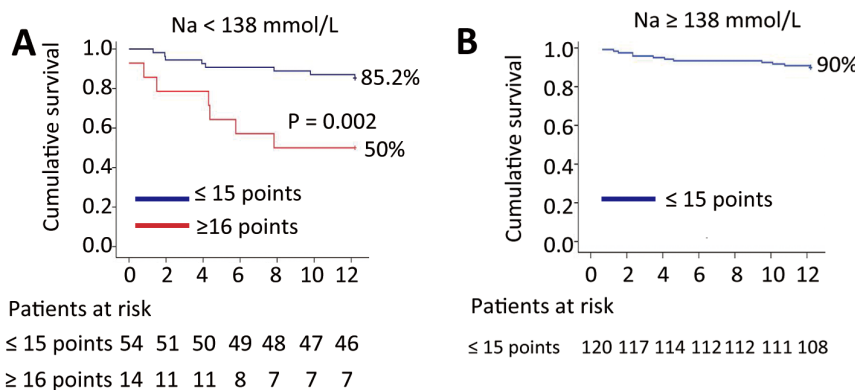 A
Na < 138 mmol/L
Cumulative survival
1.0
0.8
0.6
0.4
0.2
0.0
85.2%
P = 0.002
50%
≤ 15 points
≥16 points
0 2 4 6 8 10 12
Patients at risk
≤ 15 points 54 51 50 49 48 47 46
≥ 16 points 14 11 11 8 7 7 7
B
Na ≥ 138 mmol/L
Cumulative survival
1.0
0.8
0.6
0.4
0.2
0.0
90%
≤ 15 points
0 2 4 6 8 10 12
Patients at risk
≤ 15 points 120 117 114 112 112 111 108